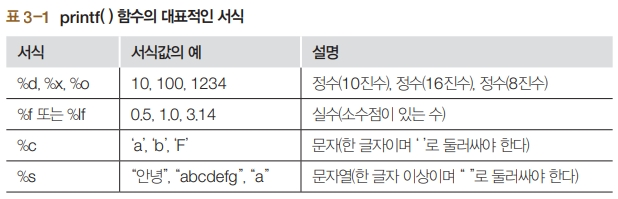 표 3-1 printf( ) 함수의 대표적인 서식
서식 서식값의 예 설명
%d, %x, %o 10, 100, 1234 정수(10진수), 정수(16진수), 정수(8진수)
%f 또는 %lf 0.5, 1.0, 3.14 실수(소수점이 있는 수)
%c ‘a’, ‘b’, ‘F’ 문자(한 글자이며 ‘ ’로 둘러싸야 한다)
%s “안녕”, “abcdefg”, “a” 문자열(한 글자 이상이며 “ ”로 둘러싸야 한다)